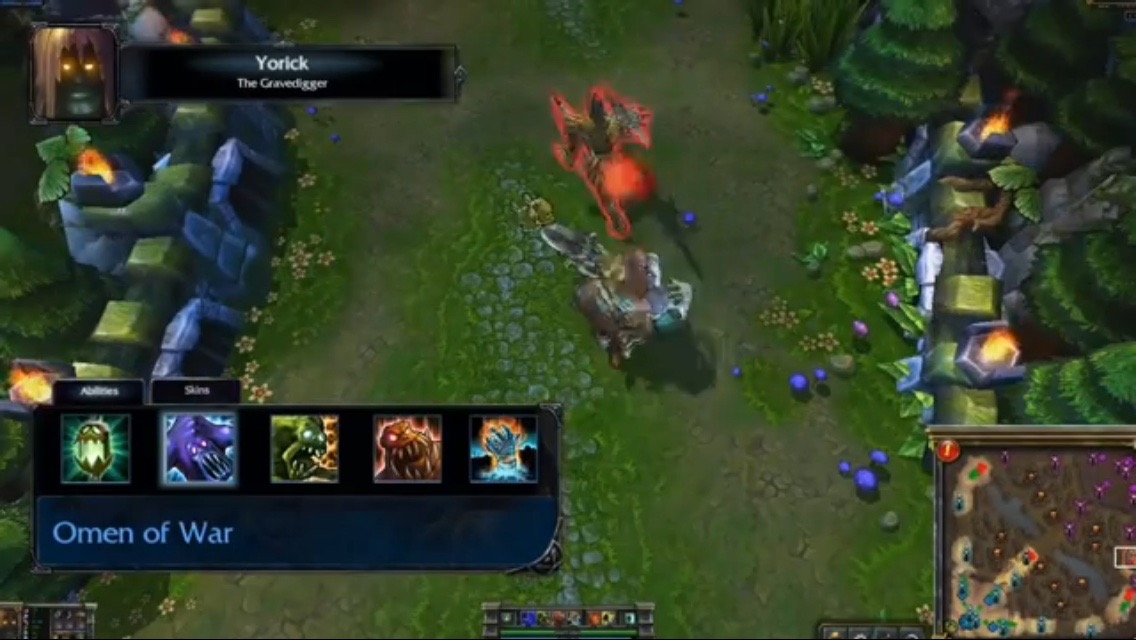 Yorick
The Gravedigger
Abilities
Skins
Omen of War